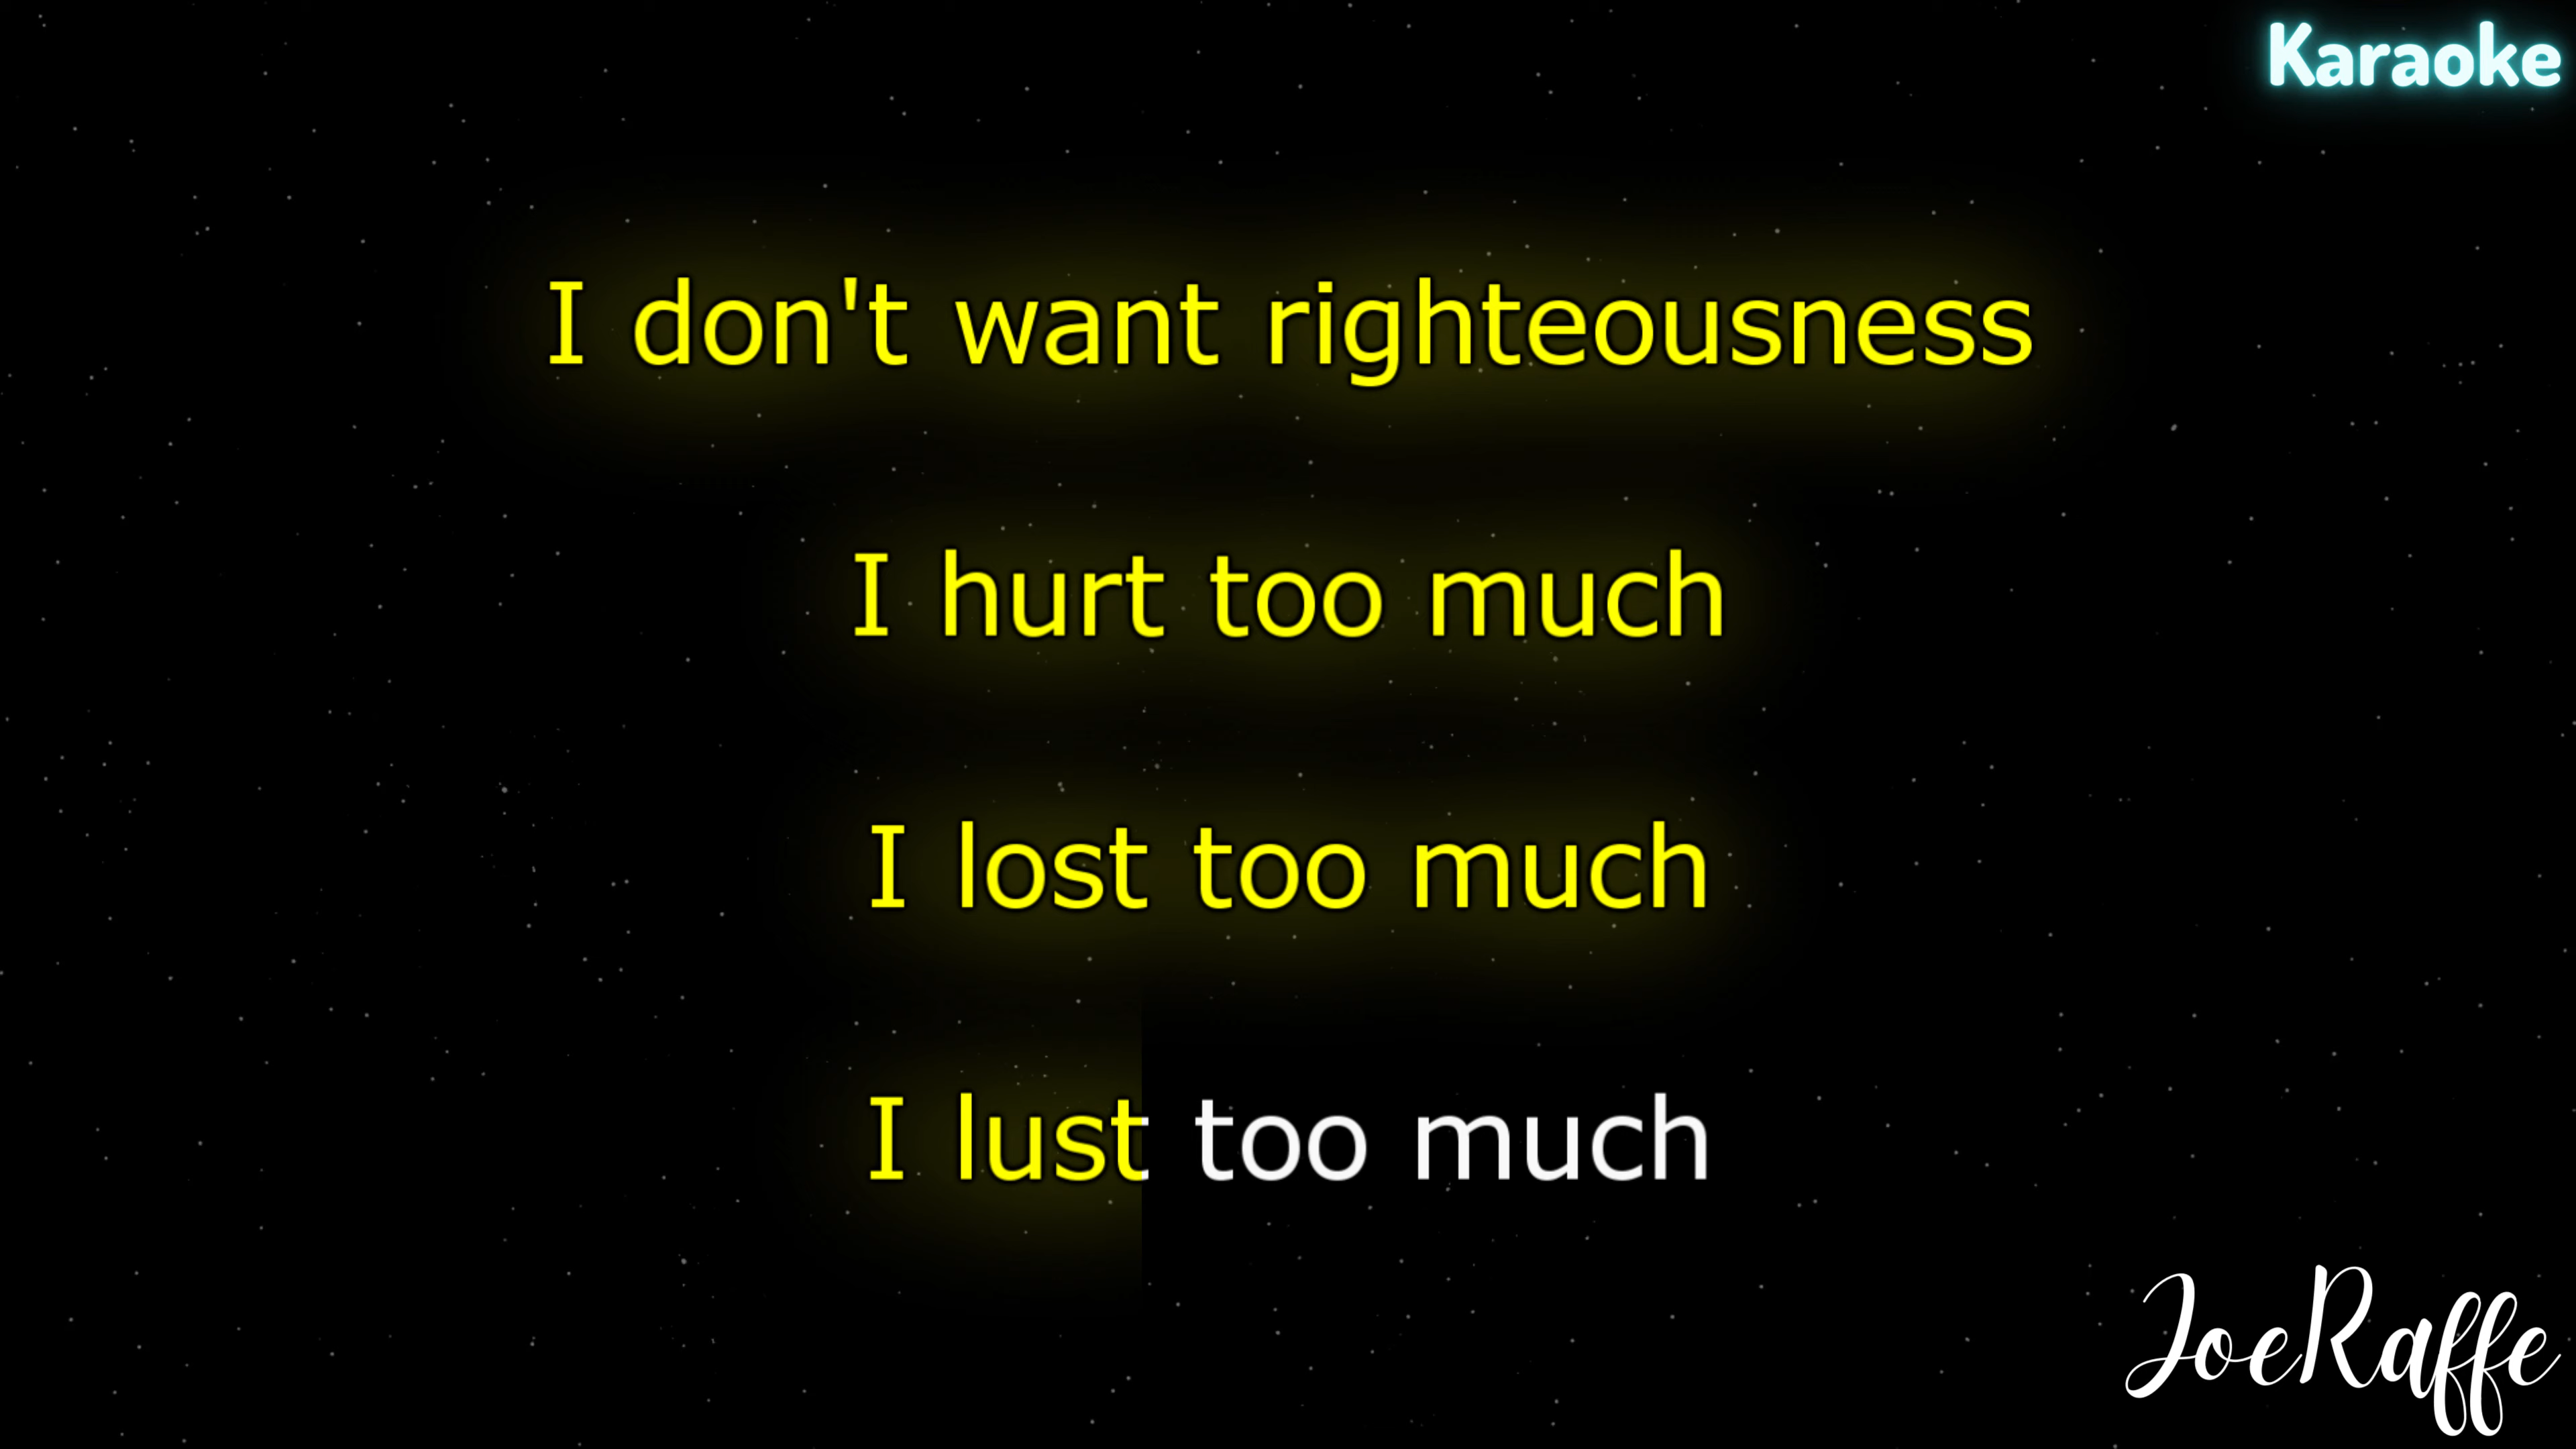 Karaoke
I don't want righteousness
I hurt too much
I lost too much
I lust too much
JoeRaffe